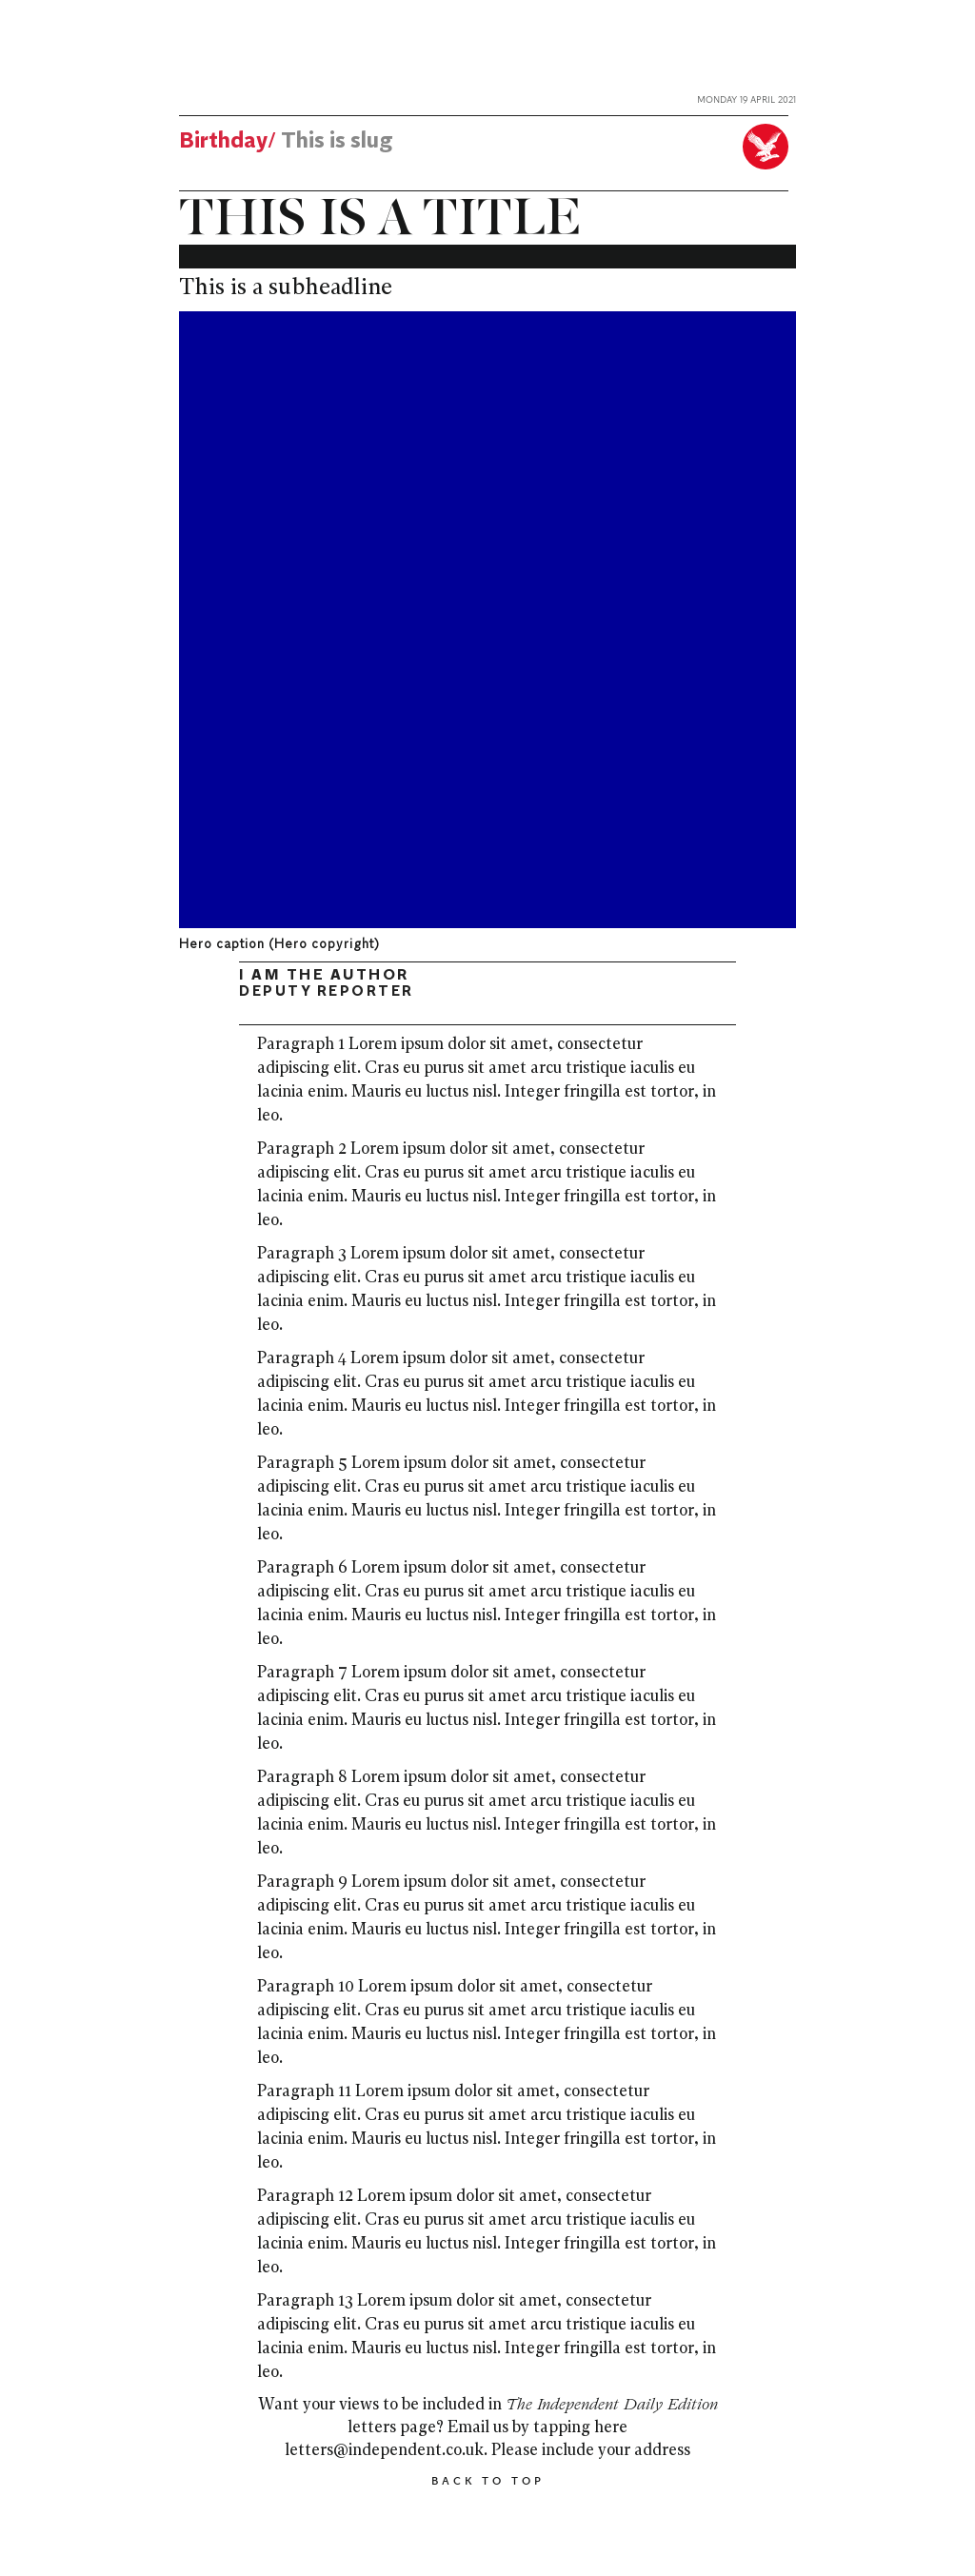 MONDAY 19 APRIL 2021
Birthday/ This is slug
THIS IS A TITLE
This is a subheadline
Hero caption (Hero copyright)
I AM THE AUTHOR
DEPUTY REPORTER
Paragraph 1 Lorem ipsum dolor sit amet, consectetur
adipiscing elit. Cras eu purus sit amet arcu tristique iaculis eu
lacinia enim. Mauris eu luctus nisl. Integer fringilla est tortor, in
leo.
Paragraph 2 Lorem ipsum dolor sit amet, consectetur
adipiscing elit. Cras eu purus sit amet arcu tristique iaculis eu
lacinia enim. Mauris eu luctus nisl. Integer fringilla est tortor, in
leo.
Paragraph 3 Lorem ipsum dolor sit amet, consectetur
adipiscing elit. Cras eu purus sit amet arcu tristique iaculis eu
lacinia enim. Mauris eu luctus nisl. Integer fringilla est tortor, in
leo.
Paragraph 4 Lorem ipsum dolor sit amet, consectetur
adipiscing elit. Cras eu purus sit amet arcu tristique iaculis eu
lacinia enim. Mauris eu luctus nisl. Integer fringilla est tortor, in
leo.
Paragraph 5 Lorem ipsum dolor sit amet, consectetur
adipiscing elit. Cras eu purus sit amet arcu tristique iaculis eu
lacinia enim. Mauris eu luctus nisl. Integer fringilla est tortor, in
leo.
Paragraph 6 Lorem ipsum dolor sit amet, consectetur
adipiscing elit. Cras eu purus sit amet arcu tristique iaculis eu
lacinia enim. Mauris eu luctus nisl. Integer fringilla est tortor, in
leo.
Paragraph 7 Lorem ipsum dolor sit amet, consectetur
adipiscing elit. Cras eu purus sit amet arcu tristique iaculis eu
lacinia enim. Mauris eu luctus nisl. Integer fringilla est tortor, in
leo.
Paragraph 8 Lorem ipsum dolor sit amet, consectetur
adipiscing elit. Cras eu purus sit amet arcu tristique iaculis eu
lacinia enim. Mauris eu luctus nisl. Integer fringilla est tortor, in
leo.
Paragraph 9 Lorem ipsum dolor sit amet, consectetur
adipiscing elit. Cras eu purus sit amet arcu tristique iaculis eu
lacinia enim. Mauris eu luctus nisl. Integer fringilla est tortor, in
leo.
Paragraph 10 Lorem ipsum dolor sit amet, consectetur
adipiscing elit. Cras eu purus sit amet arcu tristique iaculis eu
lacinia enim. Mauris eu luctus nisl. Integer fringilla est tortor, in
leo.
Paragraph 11 Lorem ipsum dolor sit amet, consectetur
adipiscing elit. Cras eu purus sit amet arcu tristique iaculis eu
lacinia enim. Mauris eu luctus nisl. Integer fringilla est tortor, in
leo.
Paragraph 12 Lorem ipsum dolor sit amet, consectetur
adipiscing elit. Cras eu purus sit amet arcu tristique iaculis eu
lacinia enim. Mauris eu luctus nisl. Integer fringilla est tortor, in
leo.
Paragraph 13 Lorem ipsum dolor sit amet, consectetur
adipiscing elit. Cras eu purus sit amet arcu tristique iaculis eu
lacinia enim. Mauris eu luctus nisl. Integer fringilla est tortor, in
leo.
Want your views to be included in The Independent Daily Edition
letters page? Email us by tapping here
letters@independent.co.uk. Please include your address
BACK TO TOP